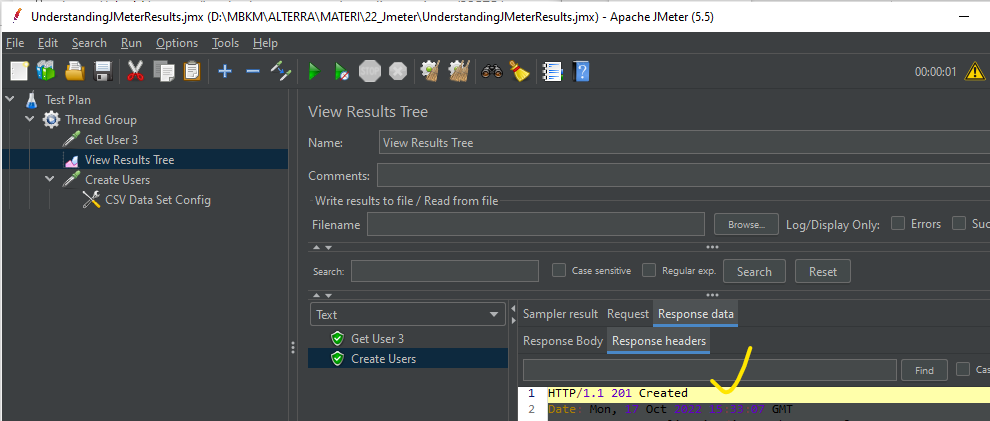 UnderstandingJMeterResults.jmx (D:\MBKM\ALTERRA\MATERI\22_Jmeter\UnderstandingJMeterResults.jmx) - Apache JMeter (5.5)
File Edit Search Run Options Tools Help
00:00:01
Test Plan
Thread Group
Get User 3
View Results Tree
Create Users
CSV Data Set Config
View Results Tree
Name: View Results Tree
Comments:
Write results to file / Read from file
Filename Browse... Log/Display Only: Errors Suc
Search: Case sensitive Regular exp. Search Reset
Text
Get User 3
Create Users
Sampler result Request Response data
Response Body Response headers
Find Cas
1 HTTP/1.1 201 Created
2 Date: Mon, 17 Oct 2022 15:33:07 GMT